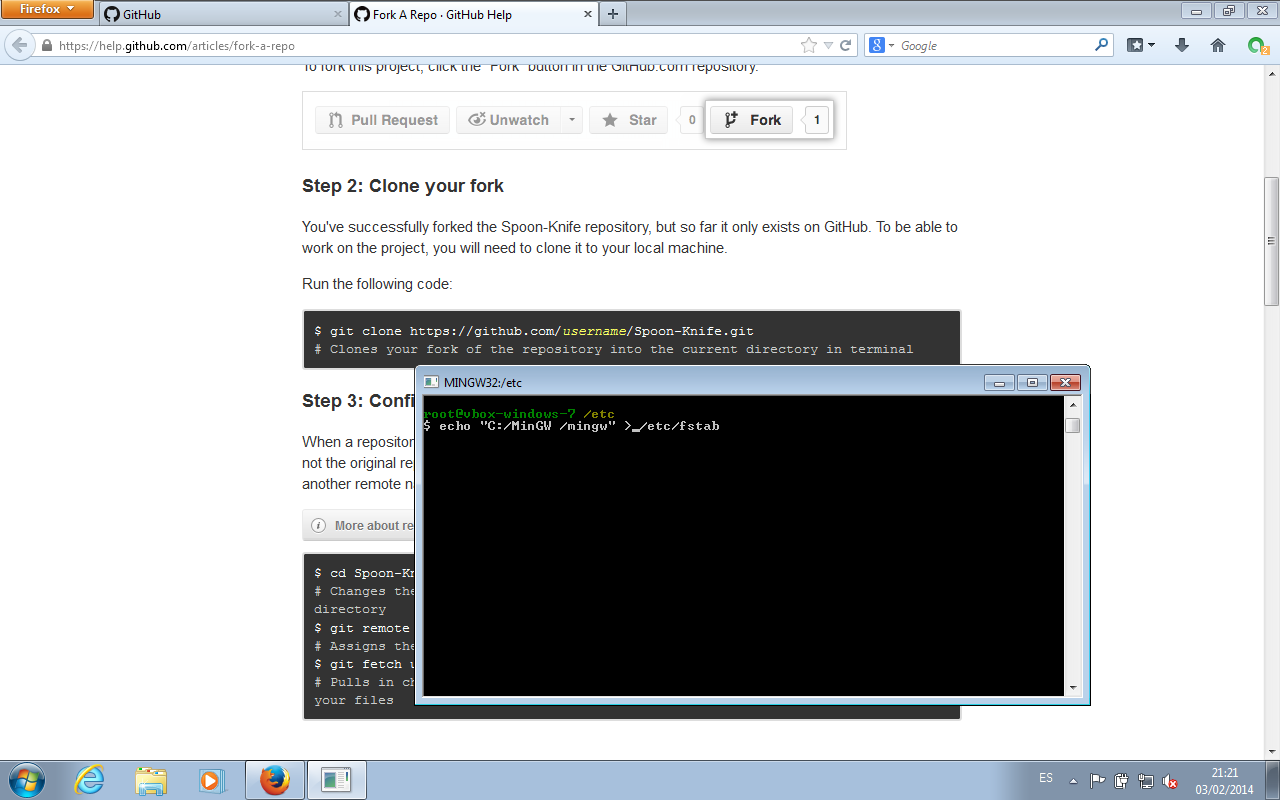 Firefox
GitHub
Fork A Repo · GitHub Help
https://help.github.com/articles/fork-a-repo
Google
To fork this project, click the "Fork" button in the GitHub.com repository.
Pull Request
Unwatch
Star
0
Fork
1
Step 2: Clone your fork
You've successfully forked the Spoon-Knife repository, but so far it only exists on GitHub. To be able to
work on the project, you will need to clone it to your local machine.
Run the following code:
$ git clone https://github.com/username/Spoon-Knife.git
# Clones your fork of the repository into the current directory in terminal
Step 3: Confi
When a repositor
not the original re
another remote n
More about re
$ cd Spoon-Kn
# Changes the
directory
$ git remote
# Assigns the
$ git fetch u
# Pulls in ch
your files
MINGW32:/etc
root@vbox-windows-7 /etc
$ echo "C:/MinGW /mingw" >_/etc/fstab
ES
21:21
03/02/2014